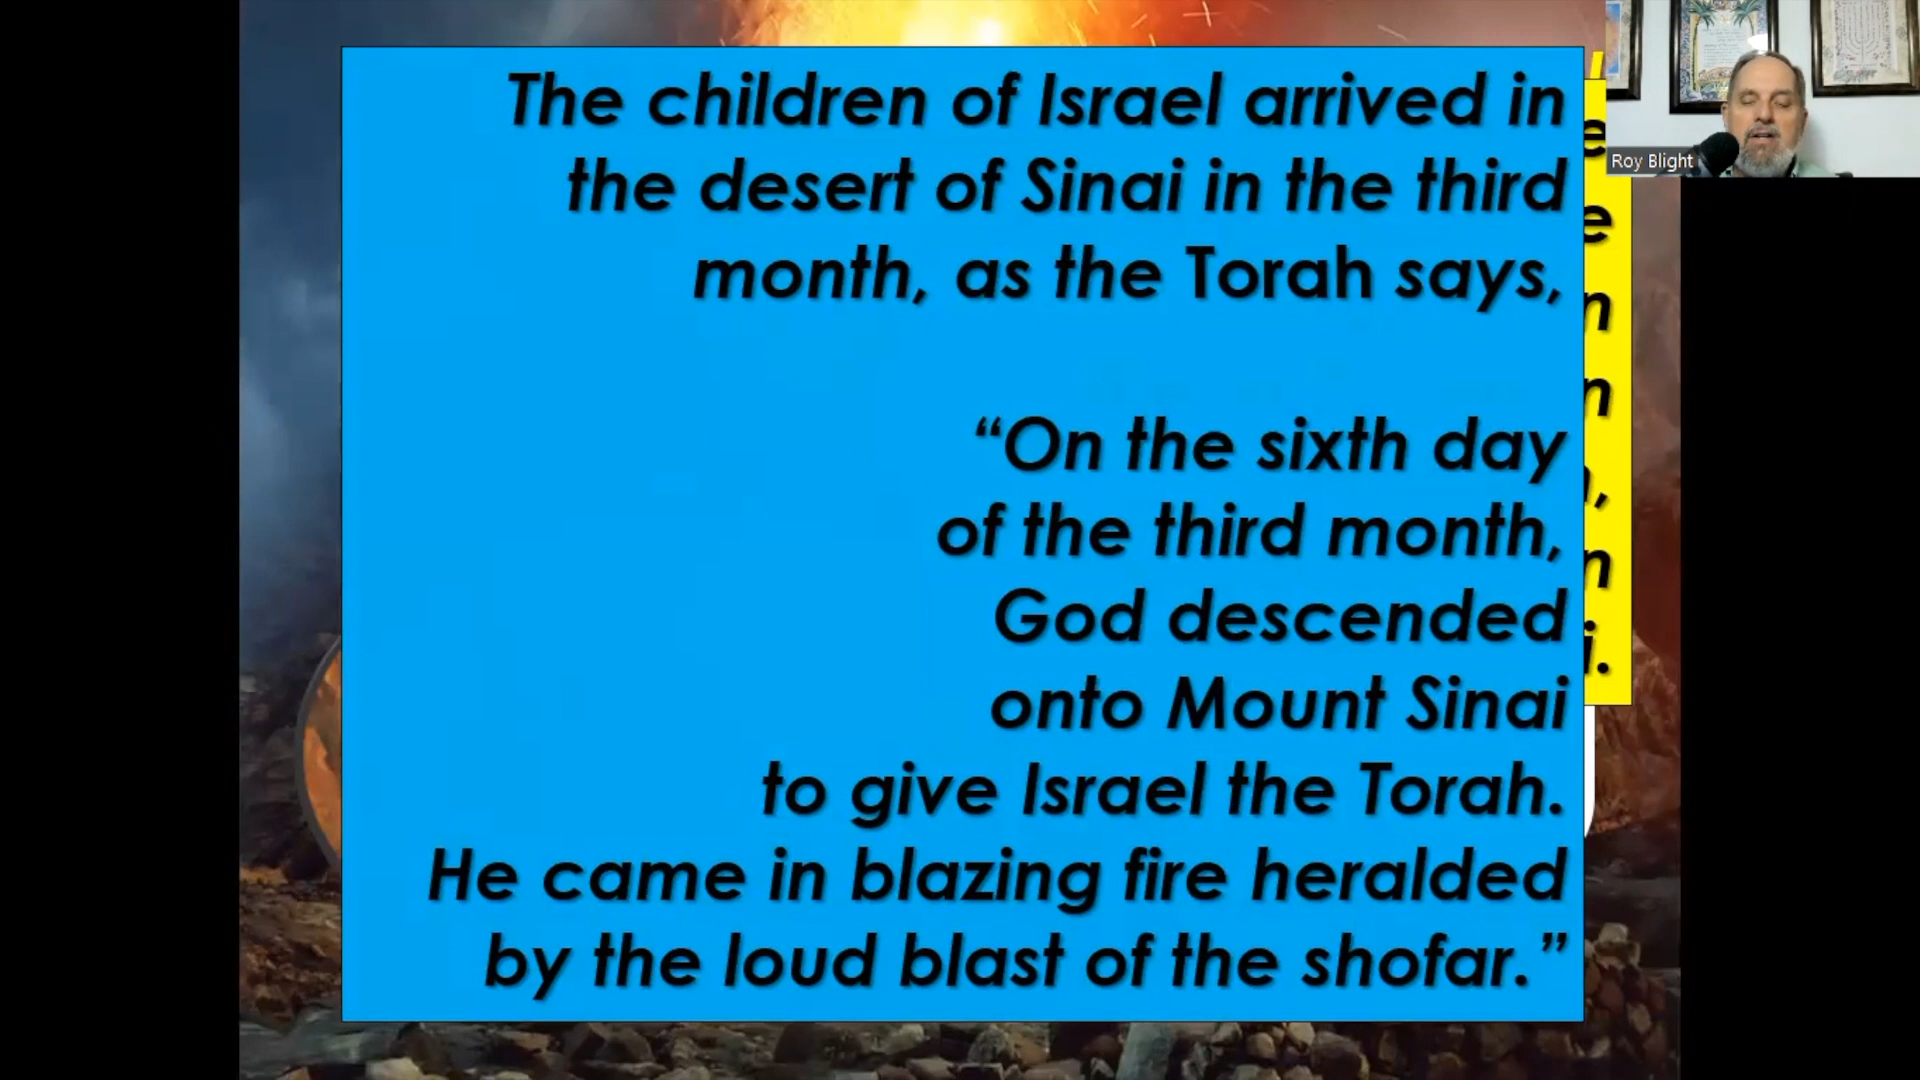 The children of Israel arrived in
the desert of Sinai in the third
month, as the Torah says,
“On the sixth day
of the third month,
God descended
onto Mount Sinai
to give Israel the Torah.
He came in blazing fire heralded
by the loud blast of the shofar.”
Roy Blight